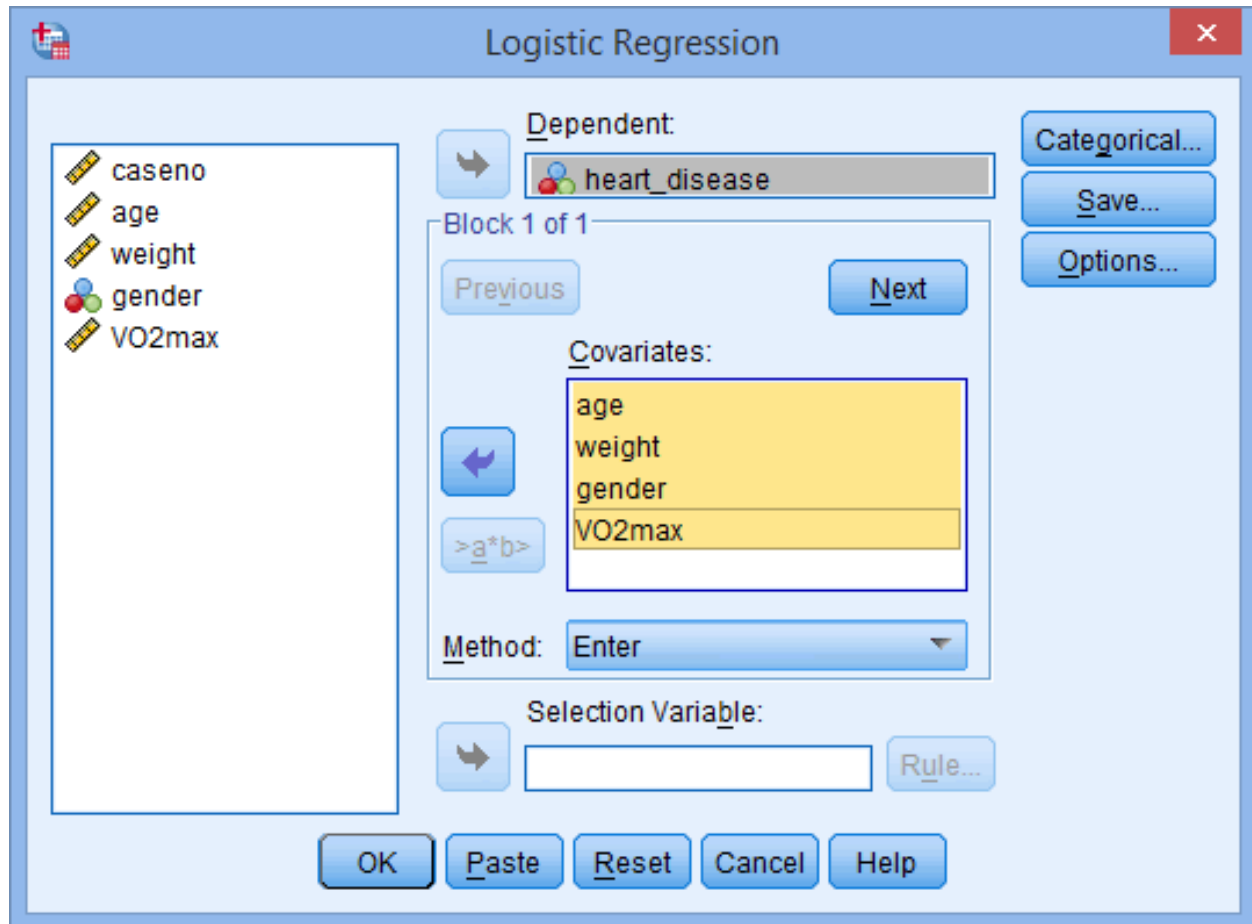 Logistic Regression
caseno
age
weight
gender
VO2max
Dependent:
heart_disease
Block 1 of 1
Previous
Next
Covariates:
age
weight
gender
VO2max
>a*b>
Method:
Enter
Selection Variable:
Rule...
Categorical...
Save...
Options...
OK
Paste
Reset
Cancel
Help